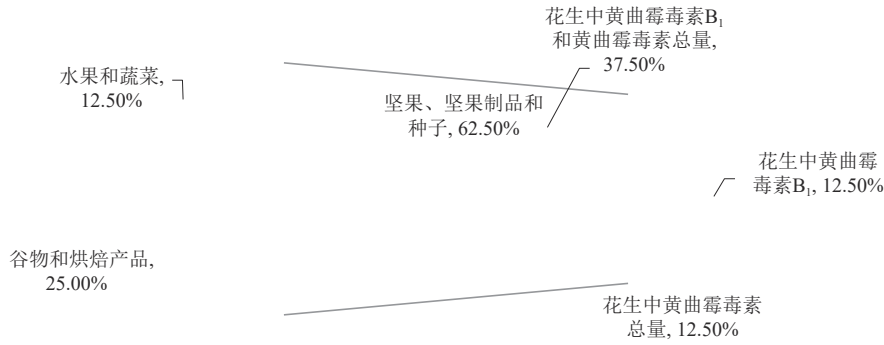 花生中黄曲霉毒素B₁
和黄曲霉毒素总量,
37.50%
水果和蔬菜,
12.50%
坚果、坚果制品和
种子, 62.50%
花生中黄曲霉
毒素B₁, 12.50%
谷物和烘焙产品,
25.00%
花生中黄曲霉毒素
总量, 12.50%